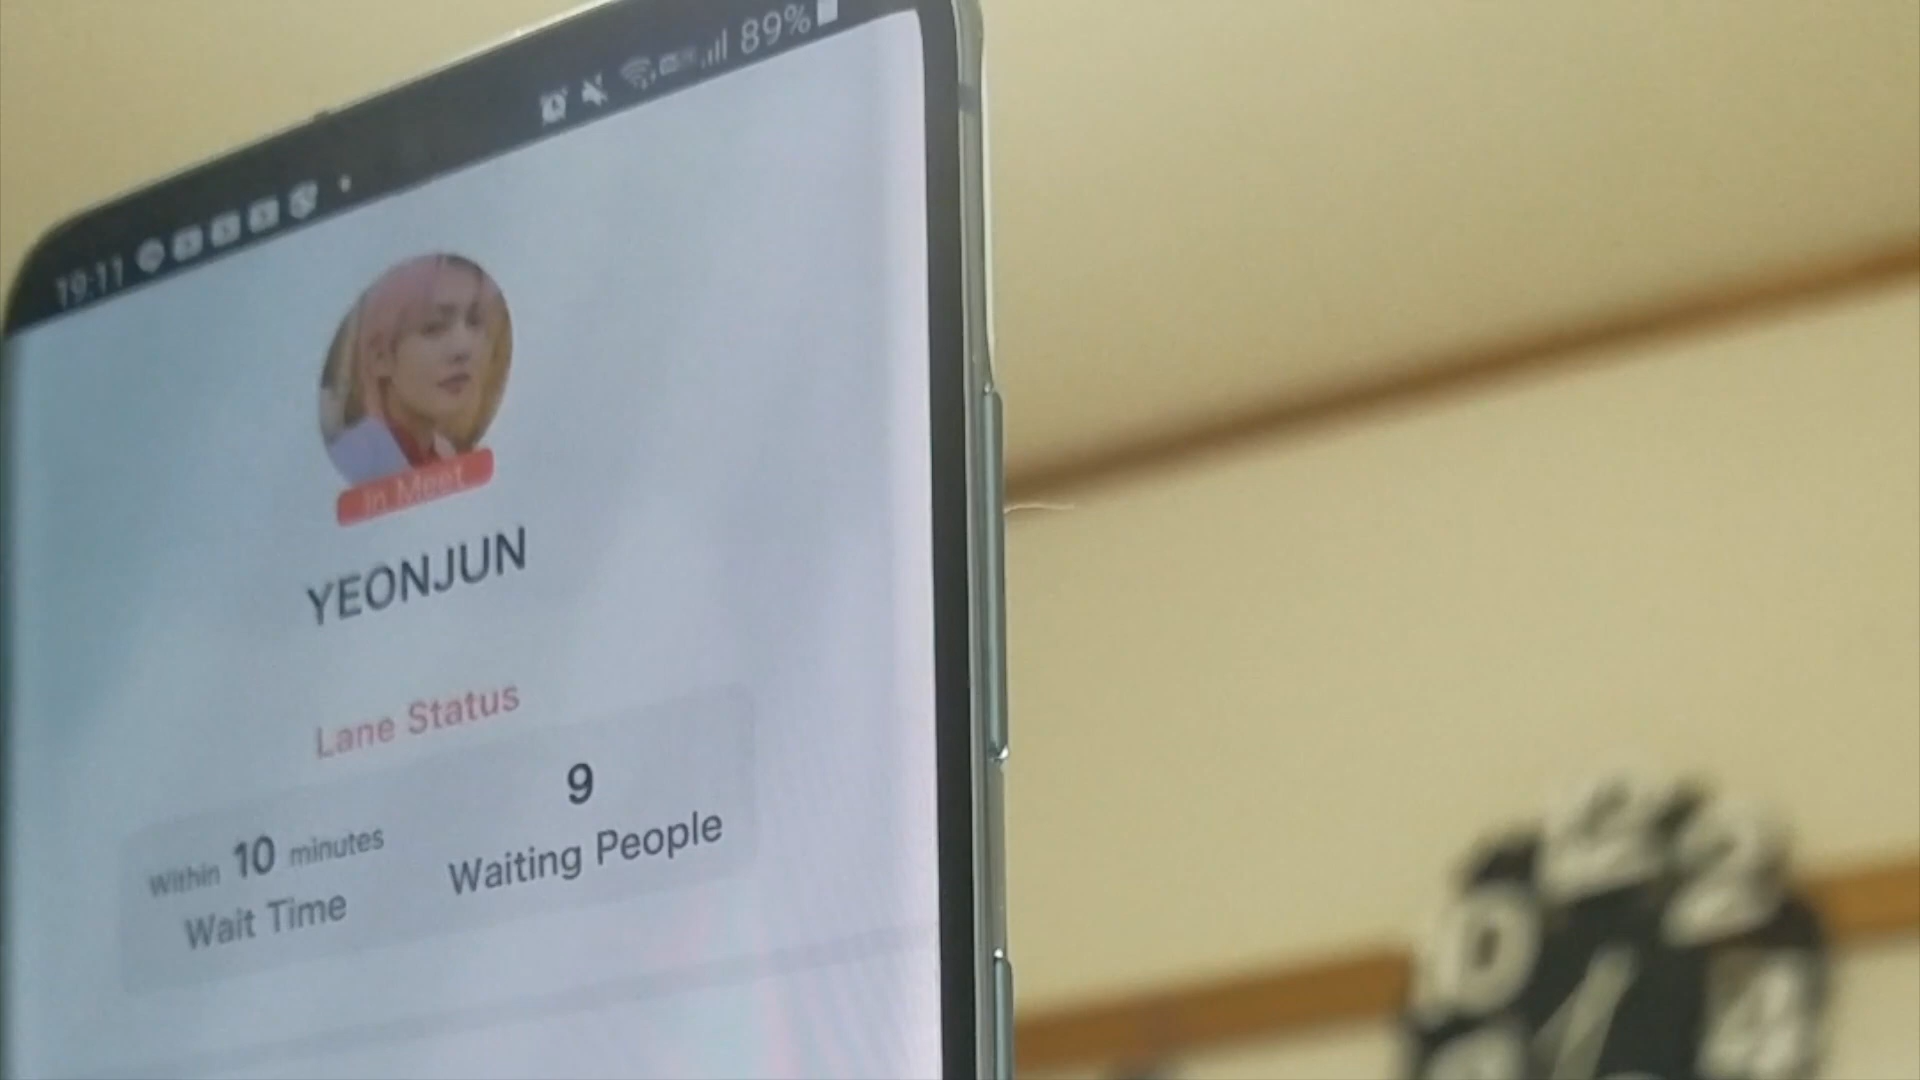 19:11 89%
in Meet
YEONJUN
Lane Status
Within 10 minutes
Wait Time
9
Waiting People